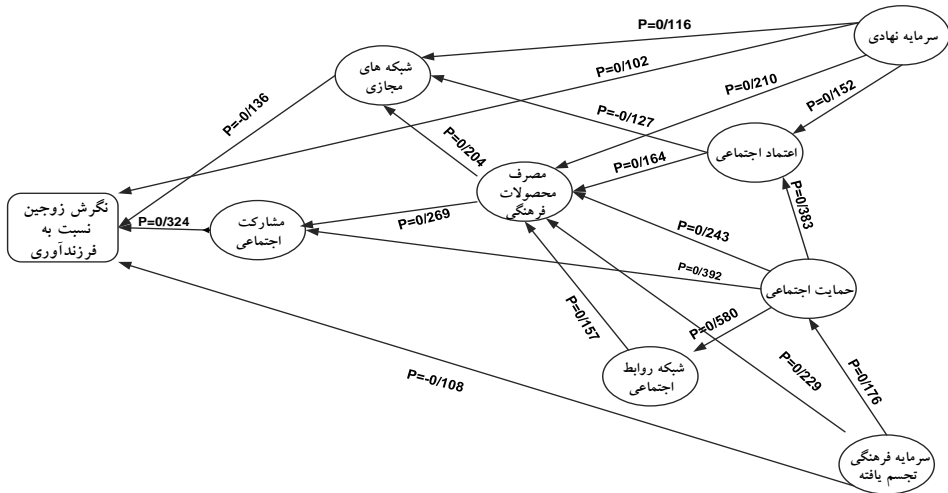 P=0/116
سرمایه نهادی
شبکه های
مجازی
P=0/102
P=0/210
P=0/152
P=-0/136
P=-0/127
P=0/204
P=0/164
اعتماد اجتماعی
مصرف
محصولات
فرهنگی
نگرش زوجین
نسبت به
فرزندآوری
P=0/324
مشارکت
اجتماعی
P=0/269
P=0/243
P=0/383
P=0/392
حمایت اجتماعی
P=0/157
P=0/580
شبکه روابط
اجتماعی
P=-0/108
P=0/229
P=0/176
سرمایه فرهنگی
تجسم یافته